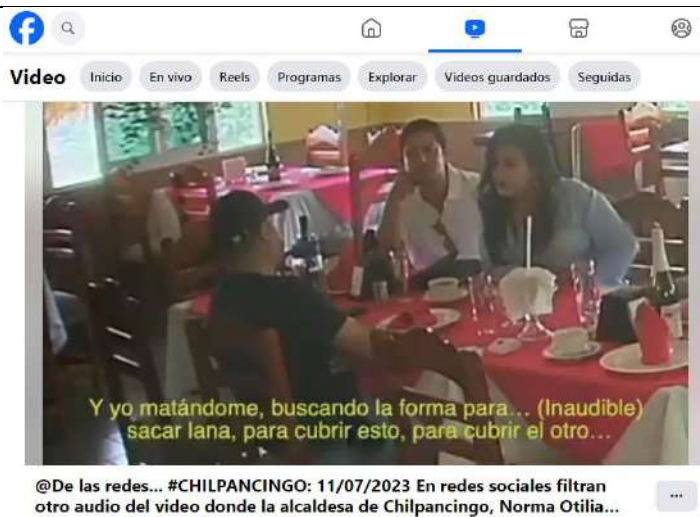 Video
Inicio
En vivo
Reels
Programas
Explorar
Videos guardados
Seguidas
Y yo matándome, buscando la forma para... (Inaudible)
sacar lana, para cubrir esto, para cubrir el otro...
@De las redes... #CHILPANCINGO: 11/07/2023 En redes sociales filtran
otro audio del video donde la alcaldesa de Chilpancingo, Norma Otilia...